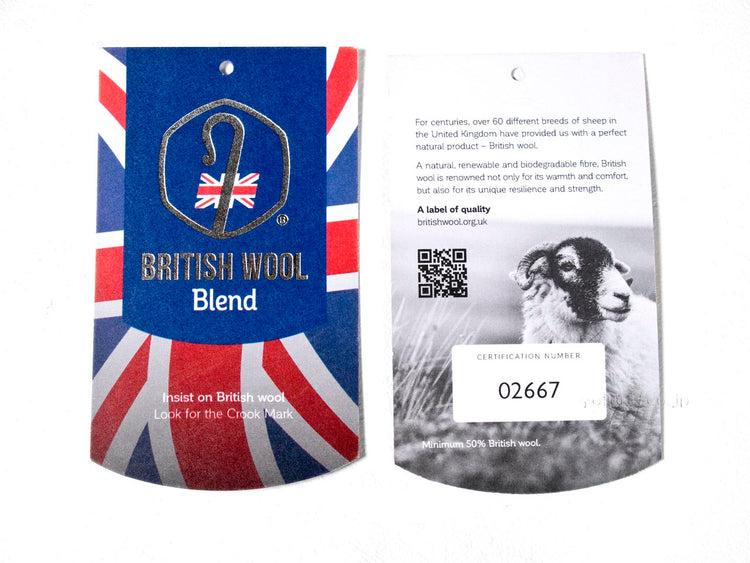 ®
BRITISH WOOL
Blend
Insist on British wool
Look for the Crook Mark
For centuries, over 60 different breeds of sheep in
the United Kingdom have provided us with a perfect
natural product – British wool.
A natural, renewable and biodegradable fibre, British
wool is renowned not only for its warmth and comfort,
but also for its unique resilience and strength.
A label of quality
britishwool.org.uk
CERTIFICATION NUMBER
02667
Minimum 50% British wool.